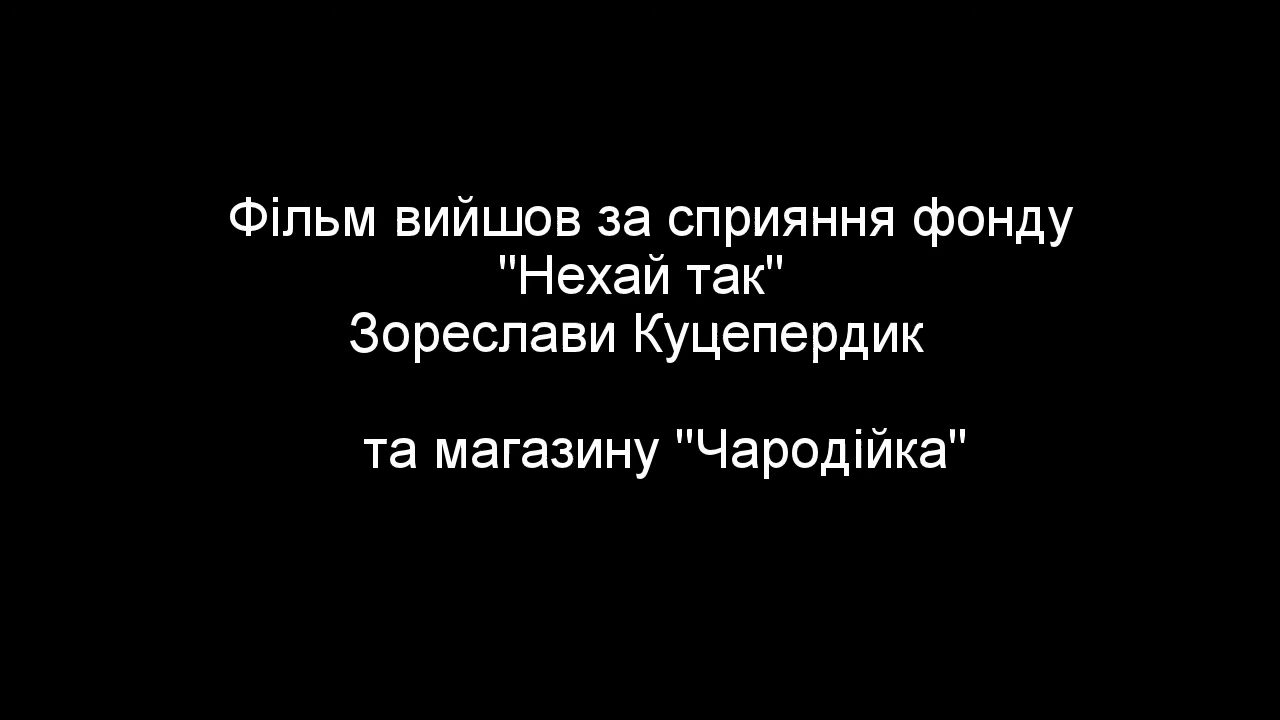 Фільм вийшов за сприяння фонду
"Нехай так"
Зореслави Куцепердик
та магазину "Чародійка"